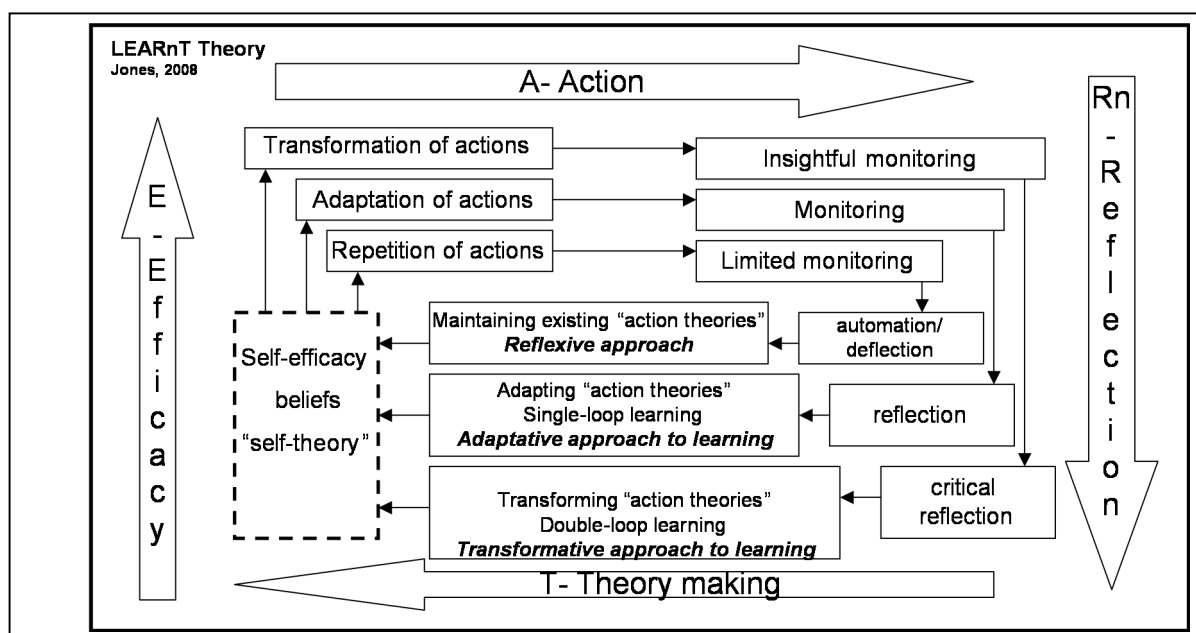 LEARnT Theory
Jones, 2008
A- Action
Rn
-
Reflection
E
-
Efficacy
Transformation of actions
Insightful monitoring
Adaptation of actions
Monitoring
Repetition of actions
Limited monitoring
Maintaining existing “action theories”
Reflexive approach
automation/
deflection
Self-efficacy
beliefs
“self-theory”
Adapting “action theories”
Single-loop learning
Adaptative approach to learning
reflection
Transforming “action theories”
Double-loop learning
Transformative approach to learning
critical
reflection
T- Theory making